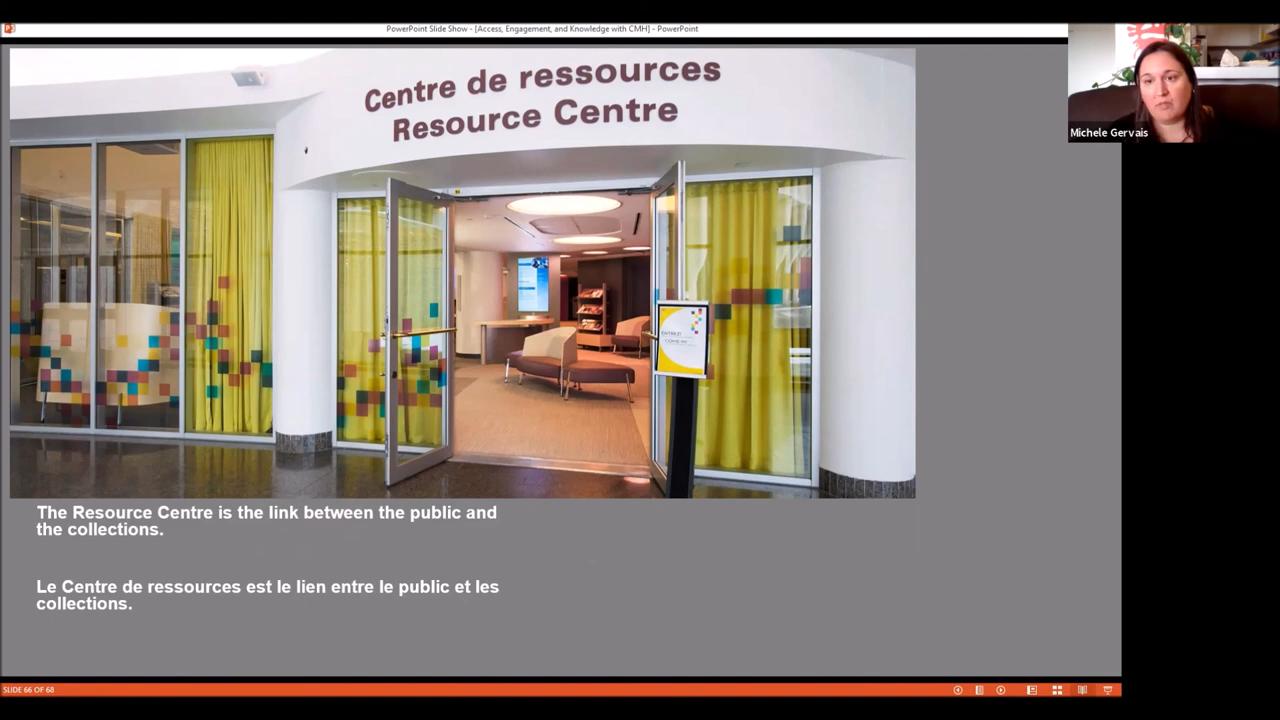 PowerPoint Slide Show - [Access, Engagement, and Knowledge with CMH] - PowerPoint
Michele Gervais
Centre de ressources
Resource Centre
The Resource Centre is the link between the public and
the collections.
Le Centre de ressources est le lien entre le public et les
collections.
SLIDE 66 OF 68